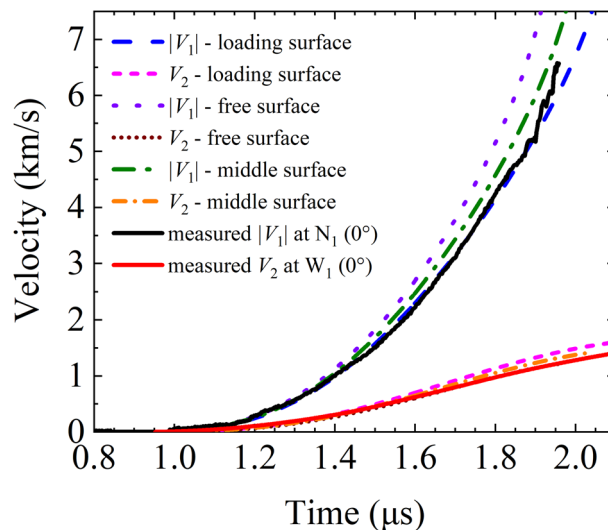 7
6
5
4
3
2
1
0
Velocity (km/s)
|V₁| - loading surface
V₂ - loading surface
|V₁| - free surface
V₂ - free surface
|V₁| - middle surface
V₂ - middle surface
measured |V₁| at N₁ (0°)
measured V₂ at W₁ (0°)
0.8 1.0 1.2 1.4 1.6 1.8 2.0
Time (μs)